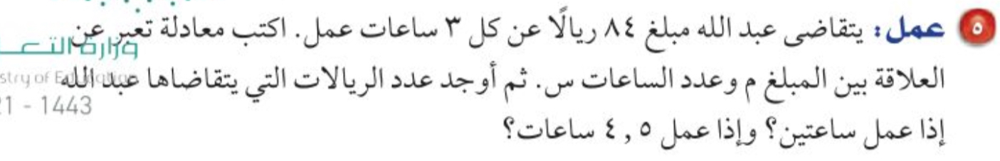 ٥ عمل: يتقاضى عبد الله مبلغ ٨٤ ريالًا عن كل ٣ ساعات عمل. اكتب معادلة تعبر عن
وزارة التعـ
العلاقة بين المبلغ م وعدد الساعات س. ثم أوجد عدد الريالات التي يتقاضاها عبد الله
stry of Education
21 - 1443
إذا عمل ساعتين؟ وإذا عمل ٤,٥ ساعات؟